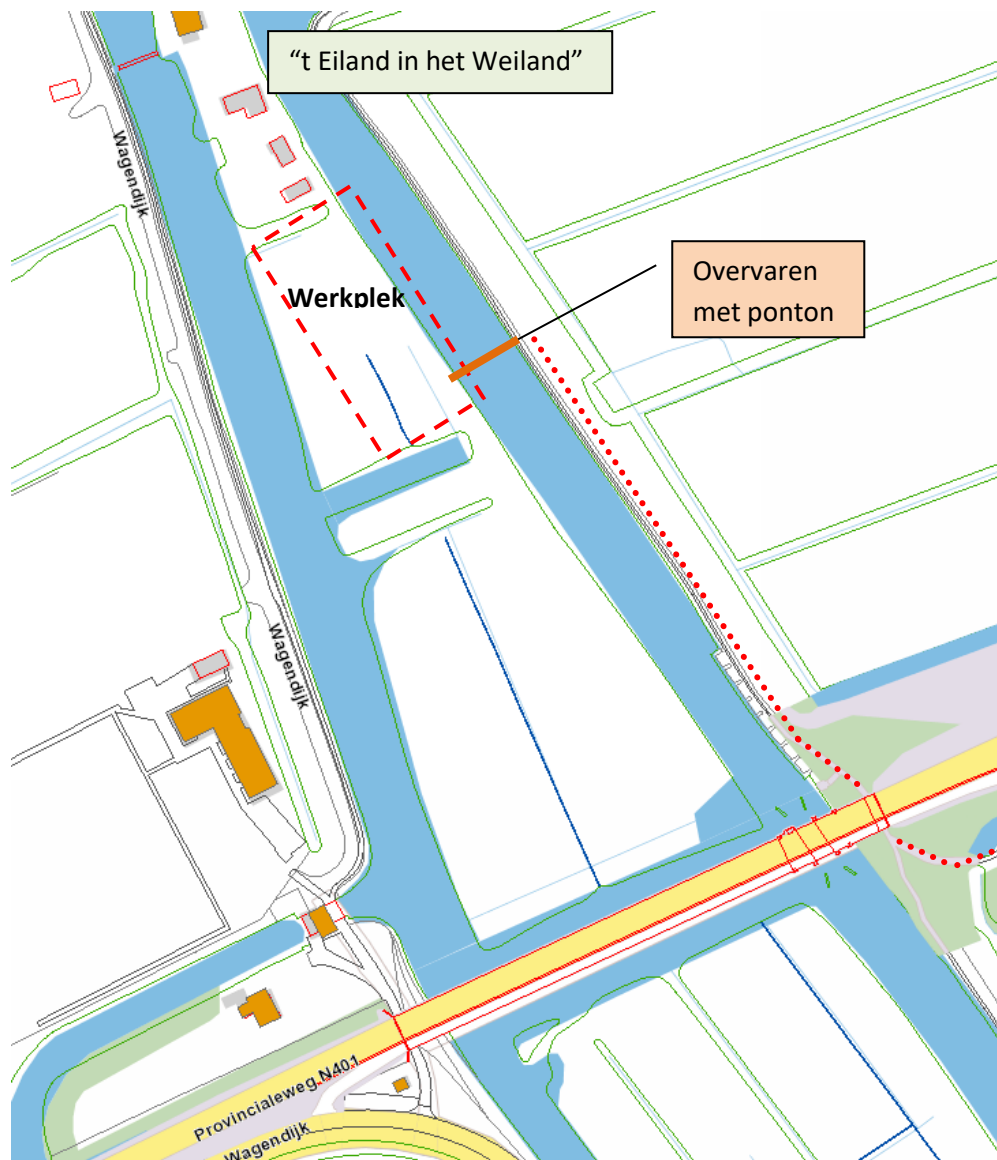 “t Eiland in het Weiland”
Wagendijk
Overvaren
met ponton
Werkplek
Wagendijk
Provincialeweg N401
Wagendijk